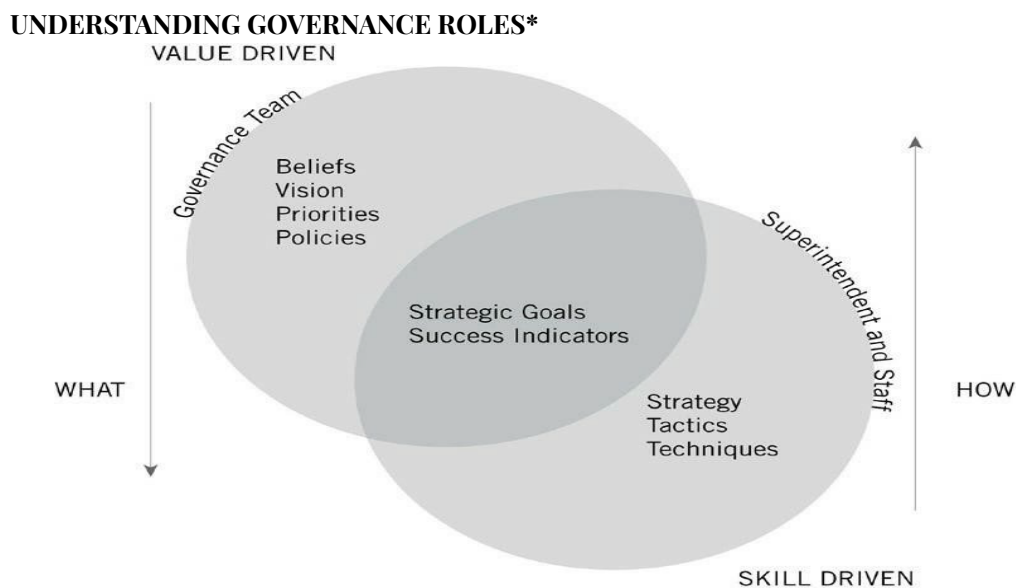 UNDERSTANDING GOVERNANCE ROLES*
VALUE DRIVEN
Governance Team
Beliefs
Vision
Priorities
Policies
Superintendent and Staff
Strategic Goals
Success Indicators
WHAT
HOW
Strategy
Tactics
Techniques
SKILL DRIVEN